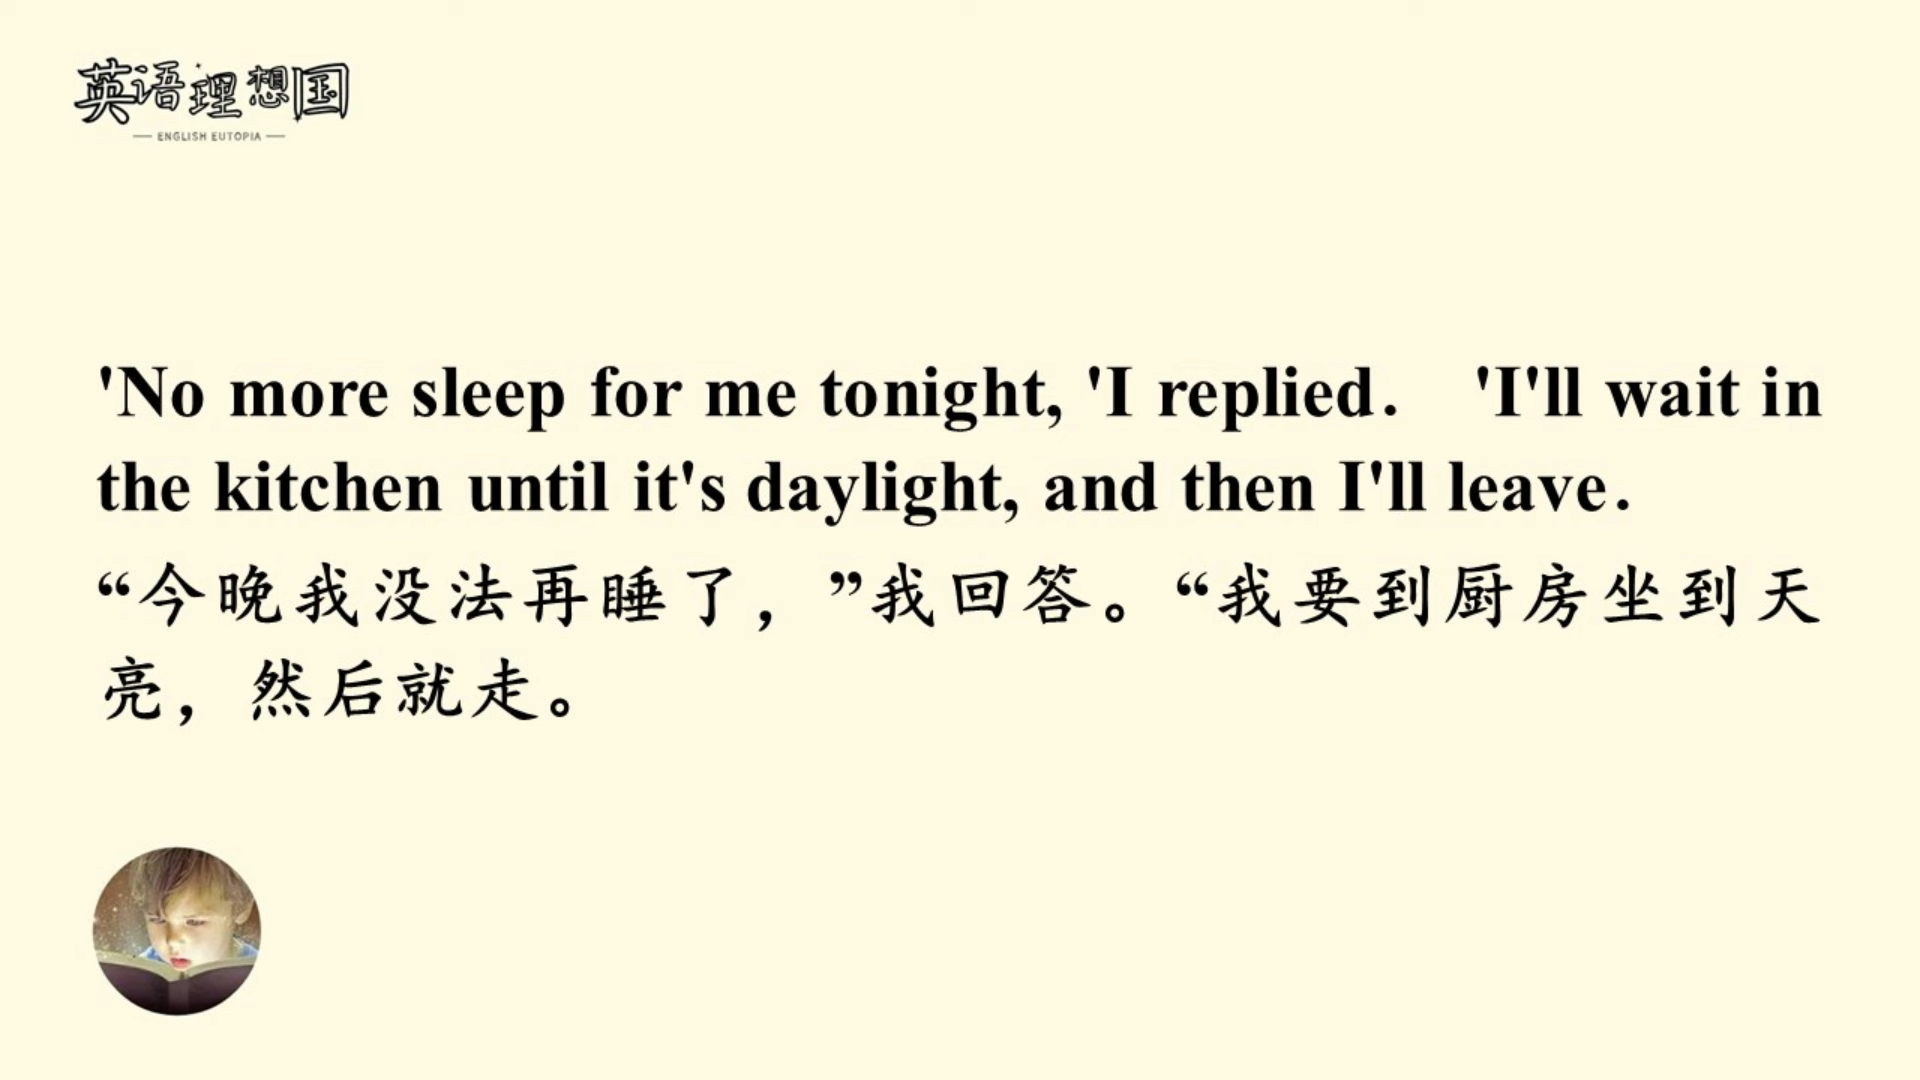 英语理想国
ENGLISH EUTOPIA
'No more sleep for me tonight, 'I replied. 'I'll wait in
the kitchen until it's daylight, and then I'll leave.
“今晚我没法再睡了，”我回答。“我要到厨房坐到天
亮，然后就走。